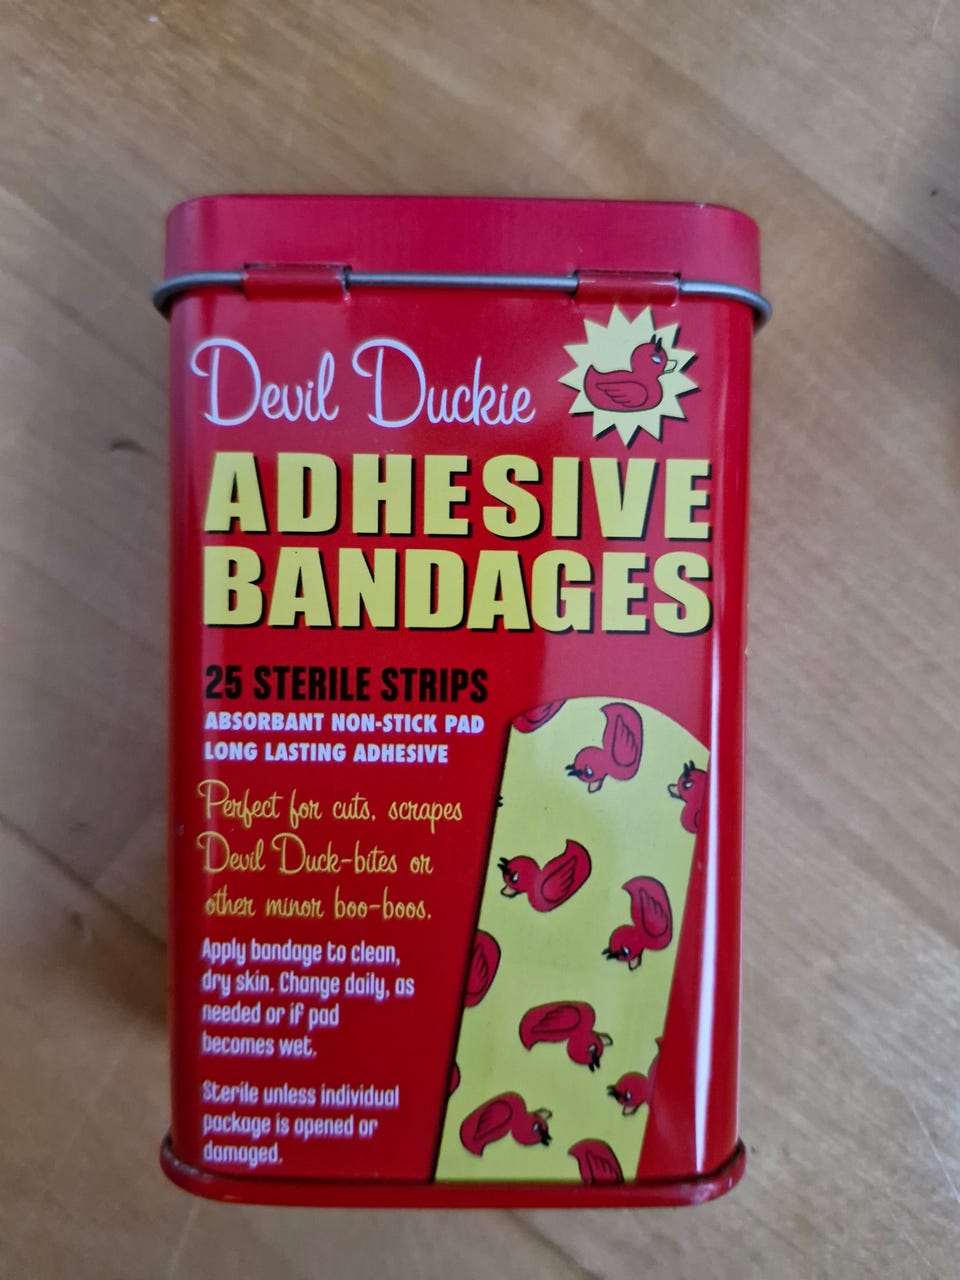 Devil Duckie
ADHESIVE
BANDAGES
25 STERILE STRIPS
ABSORBANT NON-STICK PAD
LONG LASTING ADHESIVE
Perfect for cuts, scrapes
Devil Duck-bites or
other minor boo-boos.
Apply bandage to clean,
dry skin. Change daily, as
needed or if pad
becomes wet.
Sterile unless individual
package is opened or
damaged.